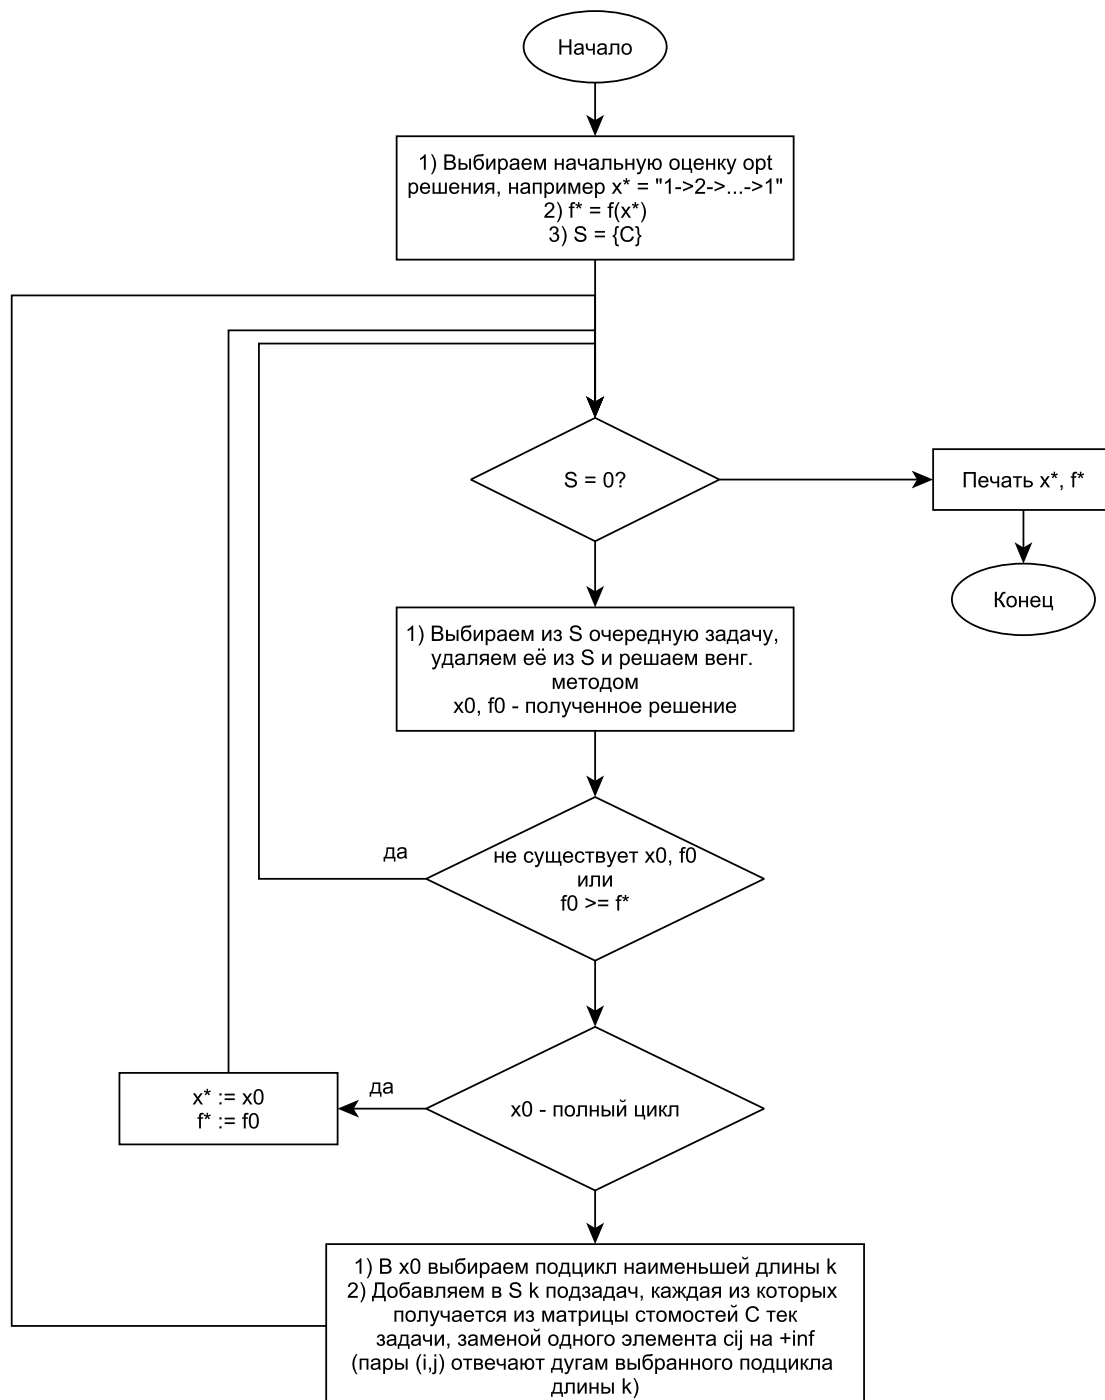 Начало
1) Выбираем начальную оценку opt
решения, например x* = "1->2->...->1"
2) f* = f(x*)
3) S = {C}
S = 0?
Печать x*, f*
Конец
1) Выбираем из S очередную задачу,
удаляем её из S и решаем венг.
методом
x0, f0 - полученное решение
да
не существует x0, f0
или
f0 >= f*
да
x0 - полный цикл
x* := x0
f* := f0
1) В x0 выбираем подцикл наименьшей длины k
2) Добавляем в S k подзадач, каждая из которых
получается из матрицы стомостей C тек
задачи, заменой одного элемента cij на +inf
(пары (i,j) отвечают дугам выбранного подцикла
длины k)